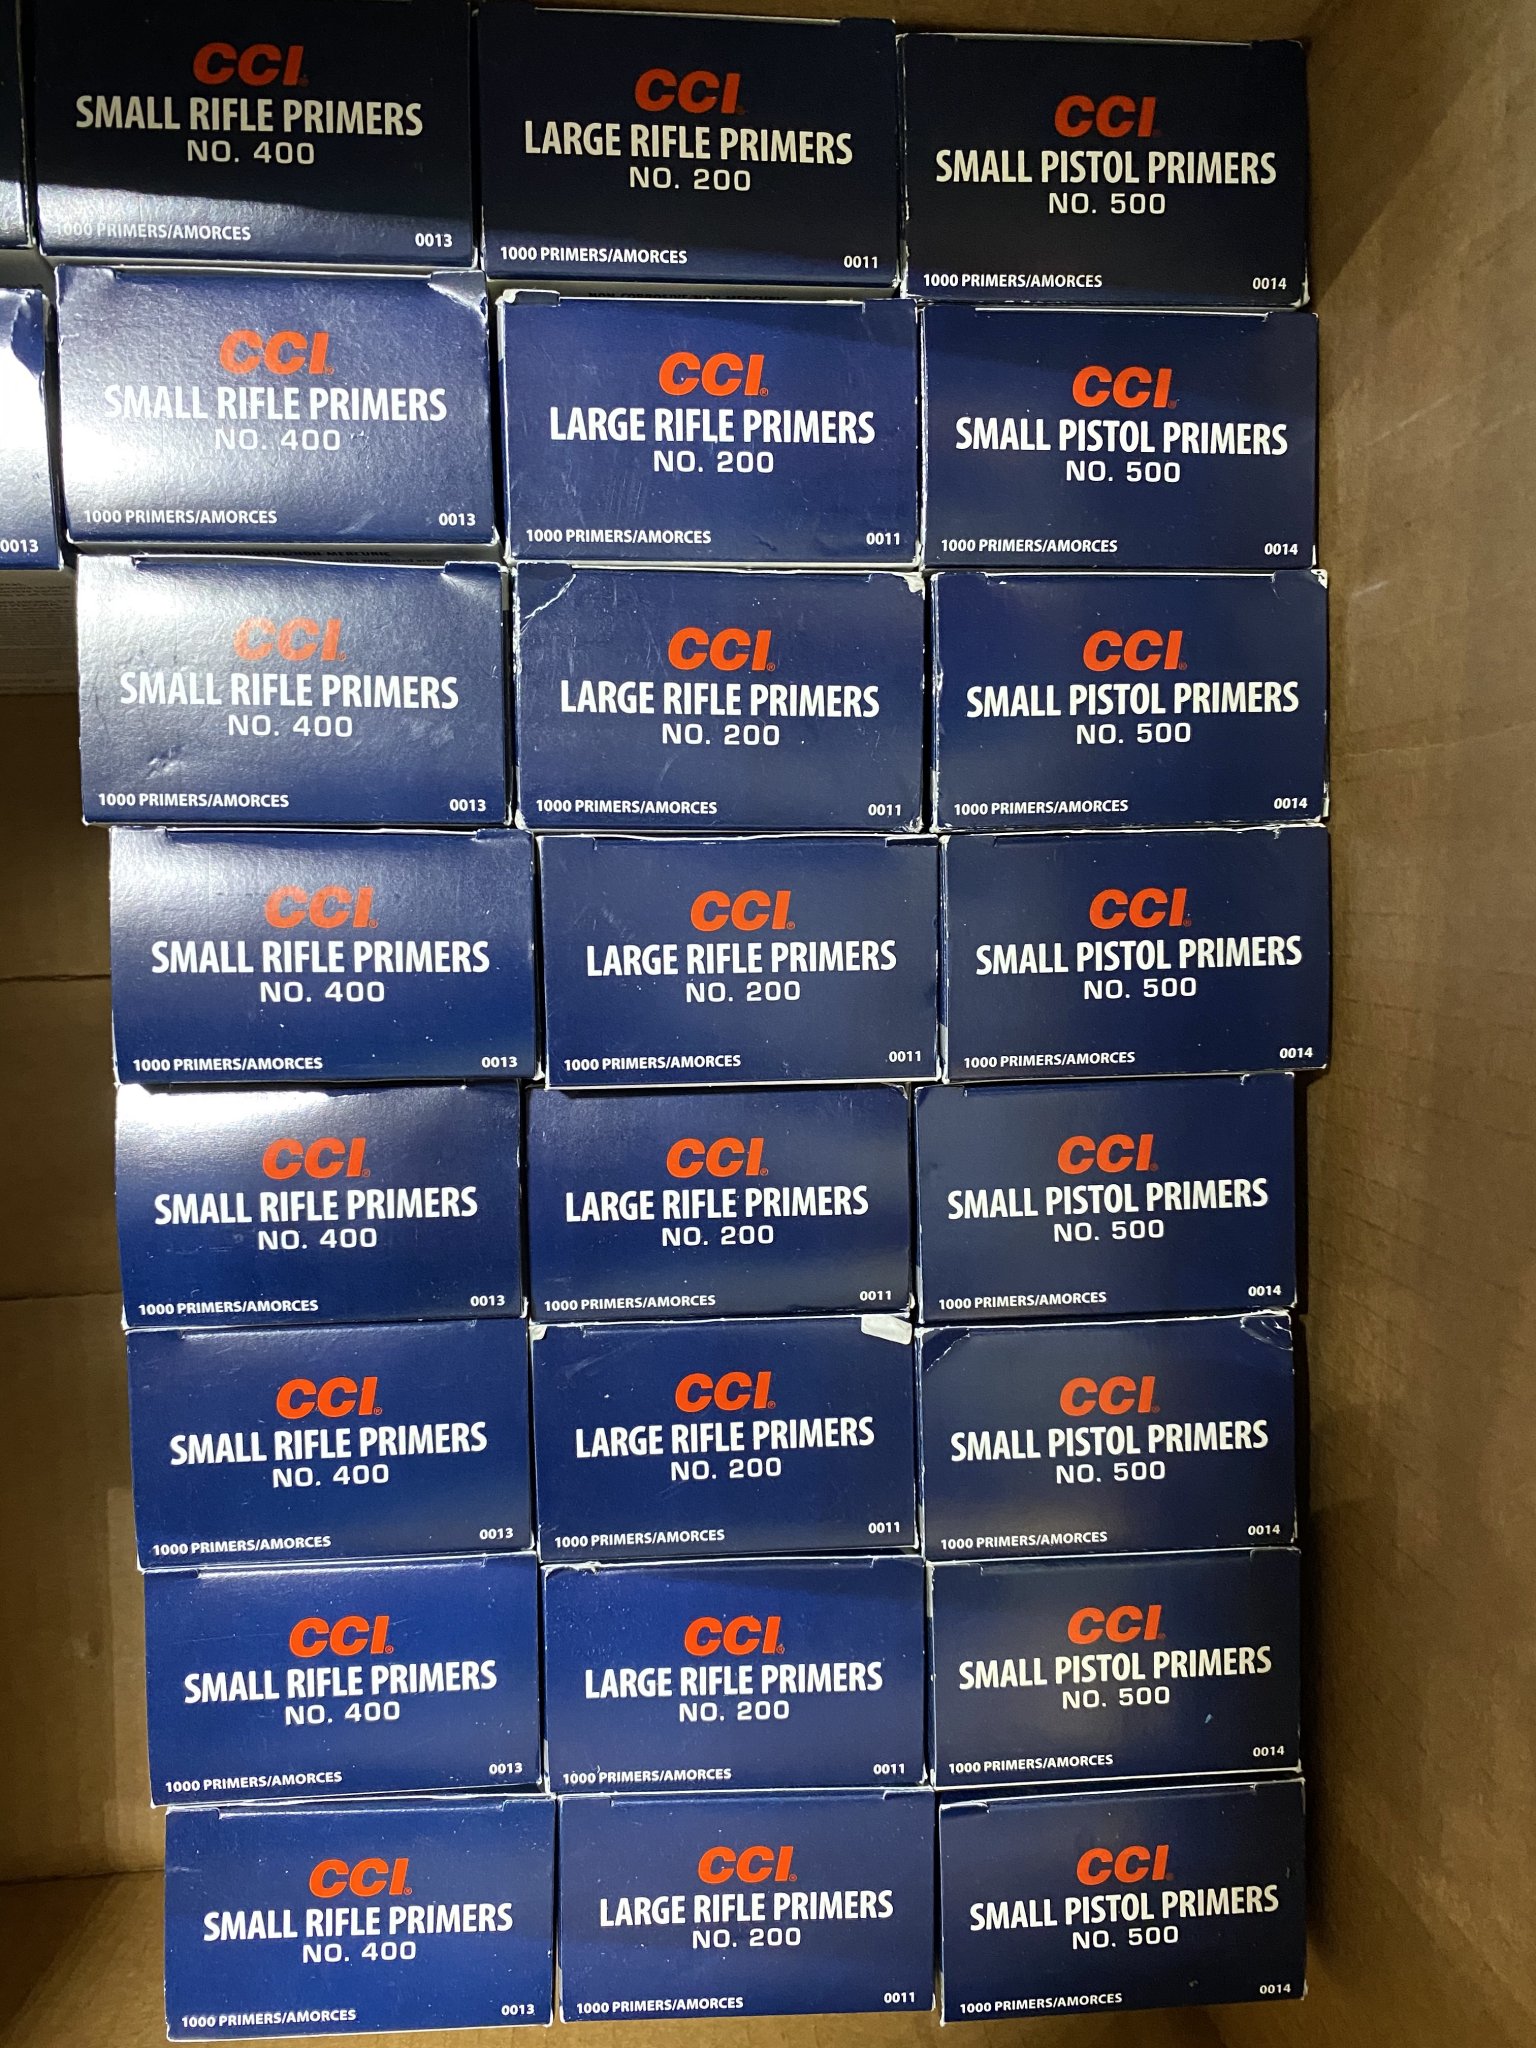 CCI
SMALL RIFLE PRIMERS
NO. 400
1000 PRIMERS/AMORCES 0013
CCI
LARGE RIFLE PRIMERS
NO. 200
1000 PRIMERS/AMORCES 0011
CCI
SMALL PISTOL PRIMERS
NO. 500
1000 PRIMERS/AMORCES 0014
0013
CCI
SMALL RIFLE PRIMERS
NO. 400
1000 PRIMERS/AMORCES 0013
CCI
LARGE RIFLE PRIMERS
NO. 200
1000 PRIMERS/AMORCES 0011
CCI
SMALL PISTOL PRIMERS
NO. 500
1000 PRIMERS/AMORCES 0014
CCI
SMALL RIFLE PRIMERS
NO. 400
1000 PRIMERS/AMORCES 0013
CCI
LARGE RIFLE PRIMERS
NO. 200
1000 PRIMERS/AMORCES 0011
CCI
SMALL PISTOL PRIMERS
NO. 500
1000 PRIMERS/AMORCES 0014
CCI
SMALL RIFLE PRIMERS
NO. 400
1000 PRIMERS/AMORCES 0013
CCI
LARGE RIFLE PRIMERS
NO. 200
1000 PRIMERS/AMORCES 0011
CCI
SMALL PISTOL PRIMERS
NO. 500
1000 PRIMERS/AMORCES 0014
CCI
SMALL RIFLE PRIMERS
NO. 400
1000 PRIMERS/AMORCES 0013
CCI
LARGE RIFLE PRIMERS
NO. 200
1000 PRIMERS/AMORCES 0011
CCI
SMALL PISTOL PRIMERS
NO. 500
1000 PRIMERS/AMORCES 0014
CCI
SMALL RIFLE PRIMERS
NO. 400
1000 PRIMERS/AMORCES 0013
CCI
LARGE RIFLE PRIMERS
NO. 200
1000 PRIMERS/AMORCES 0011
CCI
SMALL PISTOL PRIMERS
NO. 500
1000 PRIMERS/AMORCES 0014
CCI
SMALL RIFLE PRIMERS
NO. 400
1000 PRIMERS/AMORCES 0013
CCI
LARGE RIFLE PRIMERS
NO. 200
1000 PRIMERS/AMORCES 0011
CCI
SMALL PISTOL PRIMERS
NO. 500
1000 PRIMERS/AMORCES 0014
CCI
SMALL RIFLE PRIMERS
NO. 400
1000 PRIMERS/AMORCES 0013
CCI
LARGE RIFLE PRIMERS
NO. 200
1000 PRIMERS/AMORCES 0011
CCI
SMALL PISTOL PRIMERS
NO. 500
1000 PRIMERS/AMORCES 0014